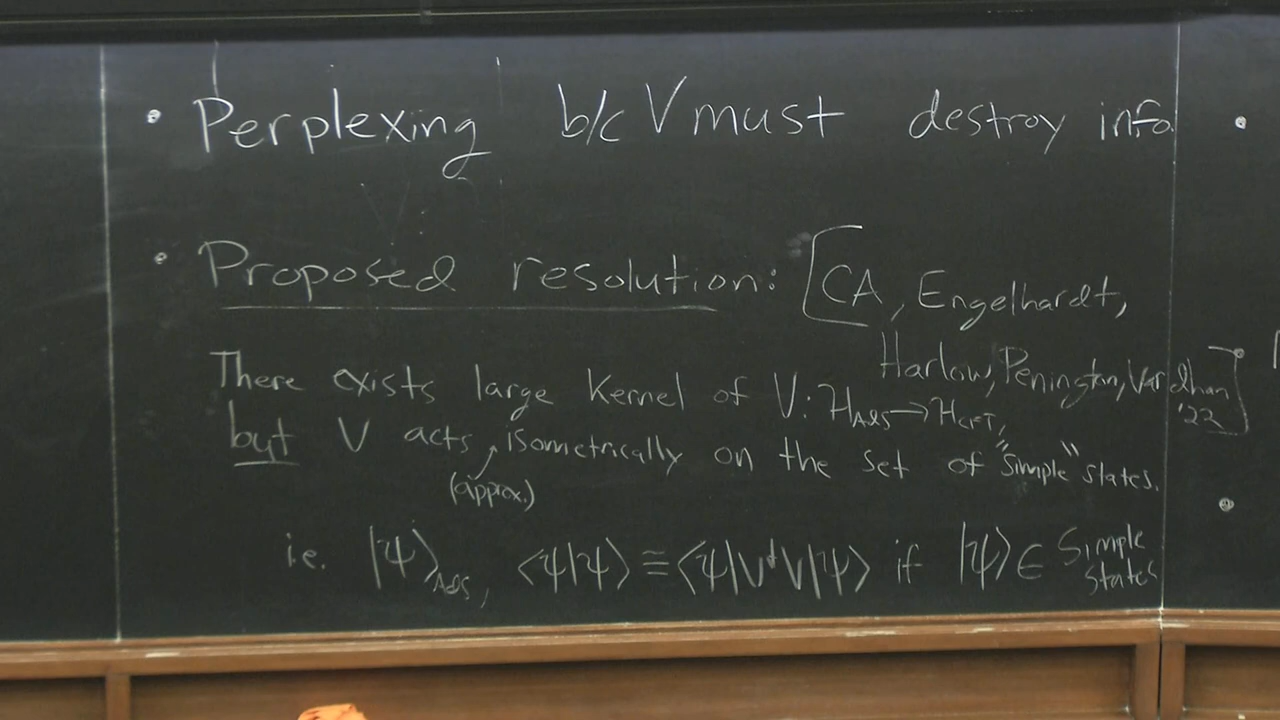 • Perplexing b/c V must destroy info.
• Proposed resolution: [CA, Engelhardt,
Harlow, Penington, Vardhan '22]
There exists large kernel of V: H_AdS → H_CFT,
but V acts (approx.) isometrically on the set of "simple" states.
i.e. |ψ⟩_AdS, ⟨ψ|ψ⟩ ≅ ⟨ψ|V†V|ψ⟩ if |ψ⟩ ∈ Simple states